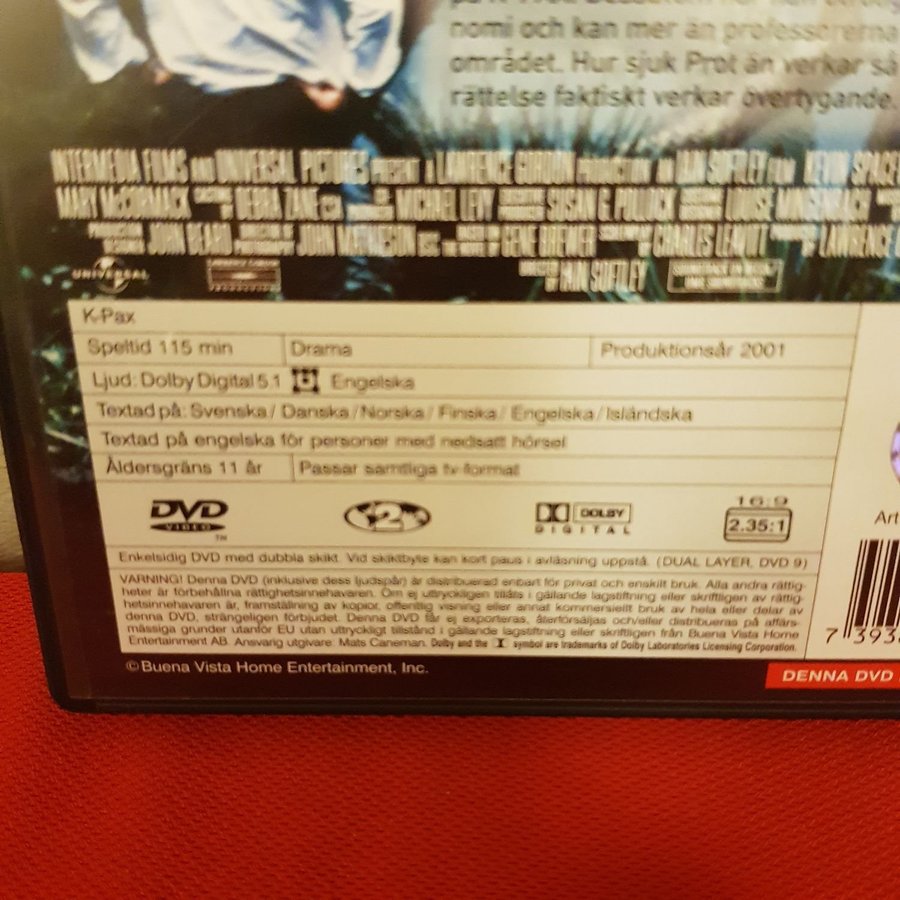 nomi och kan mer än professorerna
området. Hur sjuk Prot än verkar så
rättelse faktiskt verkar övertygande.
INTERMEDIA FILMS AND UNIVERSAL PICTURES PRESENT A LAWRENCE GORDON PRODUCTION AN IAIN SOFTLEY FILM KEVIN SPACE
MARY McCORMACK DEBRA ZANE CSA MICHAEL LEVY SUSAN G. POLLOCK LOUISE
JOHN BEARD JOHN MATHIESON BSC GENE BREWER CHARLES LEAVITT LAWRENCE
UNIVERSAL DIRECTED BY IAIN SOFTLEY
K-Pax
Speltid 115 min Drama Produktionsår 2001
Ljud: Dolby Digital 5.1 Engelska
Textad på: Svenska / Danska / Norska / Finska / Engelska / Isländska
Textad på engelska för personer med nedsatt hörsel
Åldersgräns 11 år Passar samtliga tv-format
DVD VIDEO TM 2 DOLBY DIGITAL 16:9 2.35:1
Art
Enkelsidig DVD med dubbla skikt. Vid skiktbyte kan kort paus i avläsning uppstå. (DUAL LAYER, DVD 9)
VARNING! Denna DVD (inklusive dess ljudspår) är distribuerad enbart för privat och enskilt bruk. Alla andra rättig-
heter är förbehållna rättighetsinnehavaren. Om ej uttryckligen tillåts i gällande lagstiftning eller skriftligen av rättig-
hetsinnehavaren är, framställning av kopior, offentlig visning eller annat kommersiellt bruk av hela eller delar av
denna DVD, strängeligen förbjudet. Denna DVD får ej exporteras, återförsäljas och/eller distribueras på affärs-
mässiga grunder utanför EU utan uttryckligt tillstånd i gällande lagstiftning eller skriftligen från Buena Vista Home
Entertainment AB. Ansvarig utgivare: Mats Caneman. Dolby and the symbol are trademarks of Dolby Laboratories Licensing Corporation.
7 393
©Buena Vista Home Entertainment, Inc.
DENNA DVD